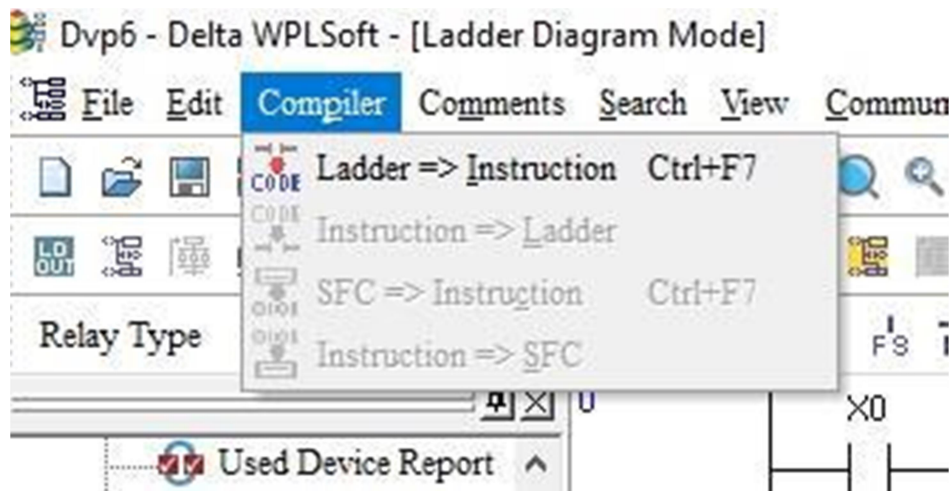 Dvp6 - Delta WPLSoft - [Ladder Diagram Mode]
File Edit Compiler Comments Search View Commun
CODE Ladder => Instruction Ctrl+F7
CODE Instruction => Ladder
LD OUT
SFC => Instruction Ctrl+F7
Relay Type
Instruction => SFC
F9
0 X0
Used Device Report